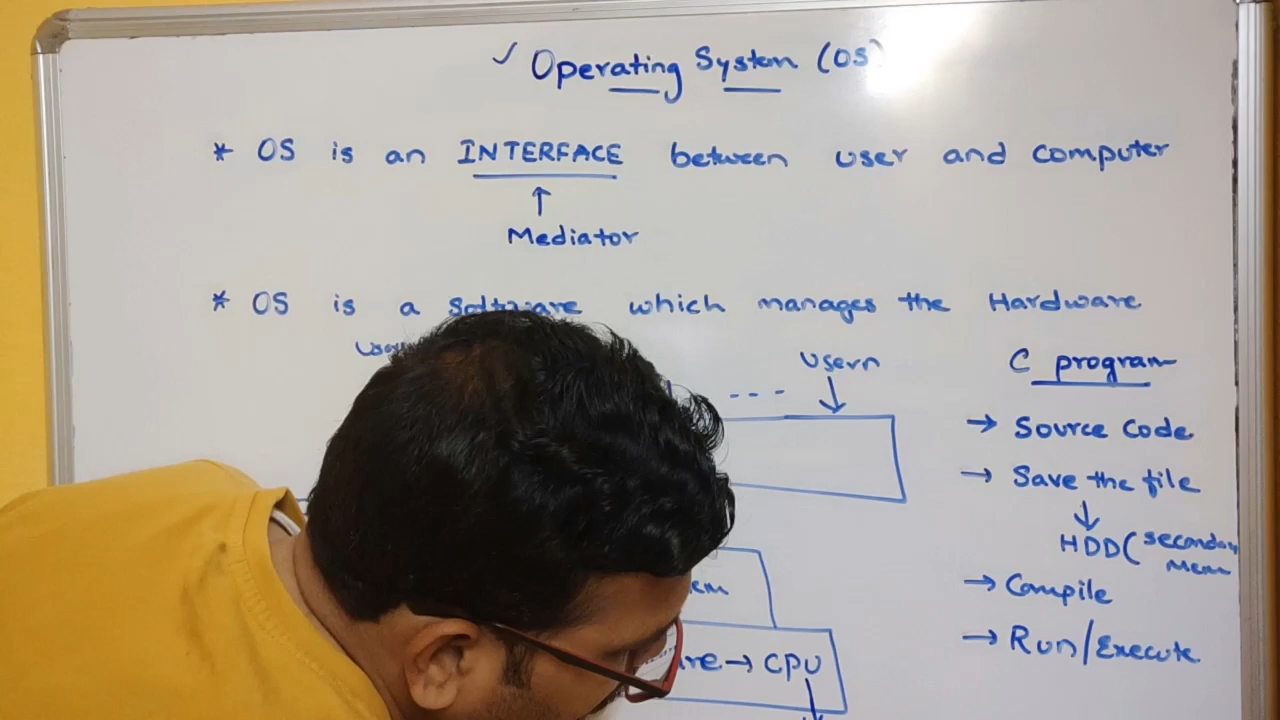 ✓ Operating System (OS)
* OS is an INTERFACE between user and computer
↑
Mediator
* OS is a Software which manages the Hardware
---- Usern
C program
→ Source Code
→ Save the file
↓
HDD( secondary
Mem
→ Compile
→ Run/Execute
→ CPU